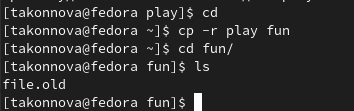 [takonnova@fedora play]$ cd
[takonnova@fedora ~]$ cp -r play fun
[takonnova@fedora ~]$ cd fun/
[takonnova@fedora fun]$ ls
file.old
[takonnova@fedora fun]$